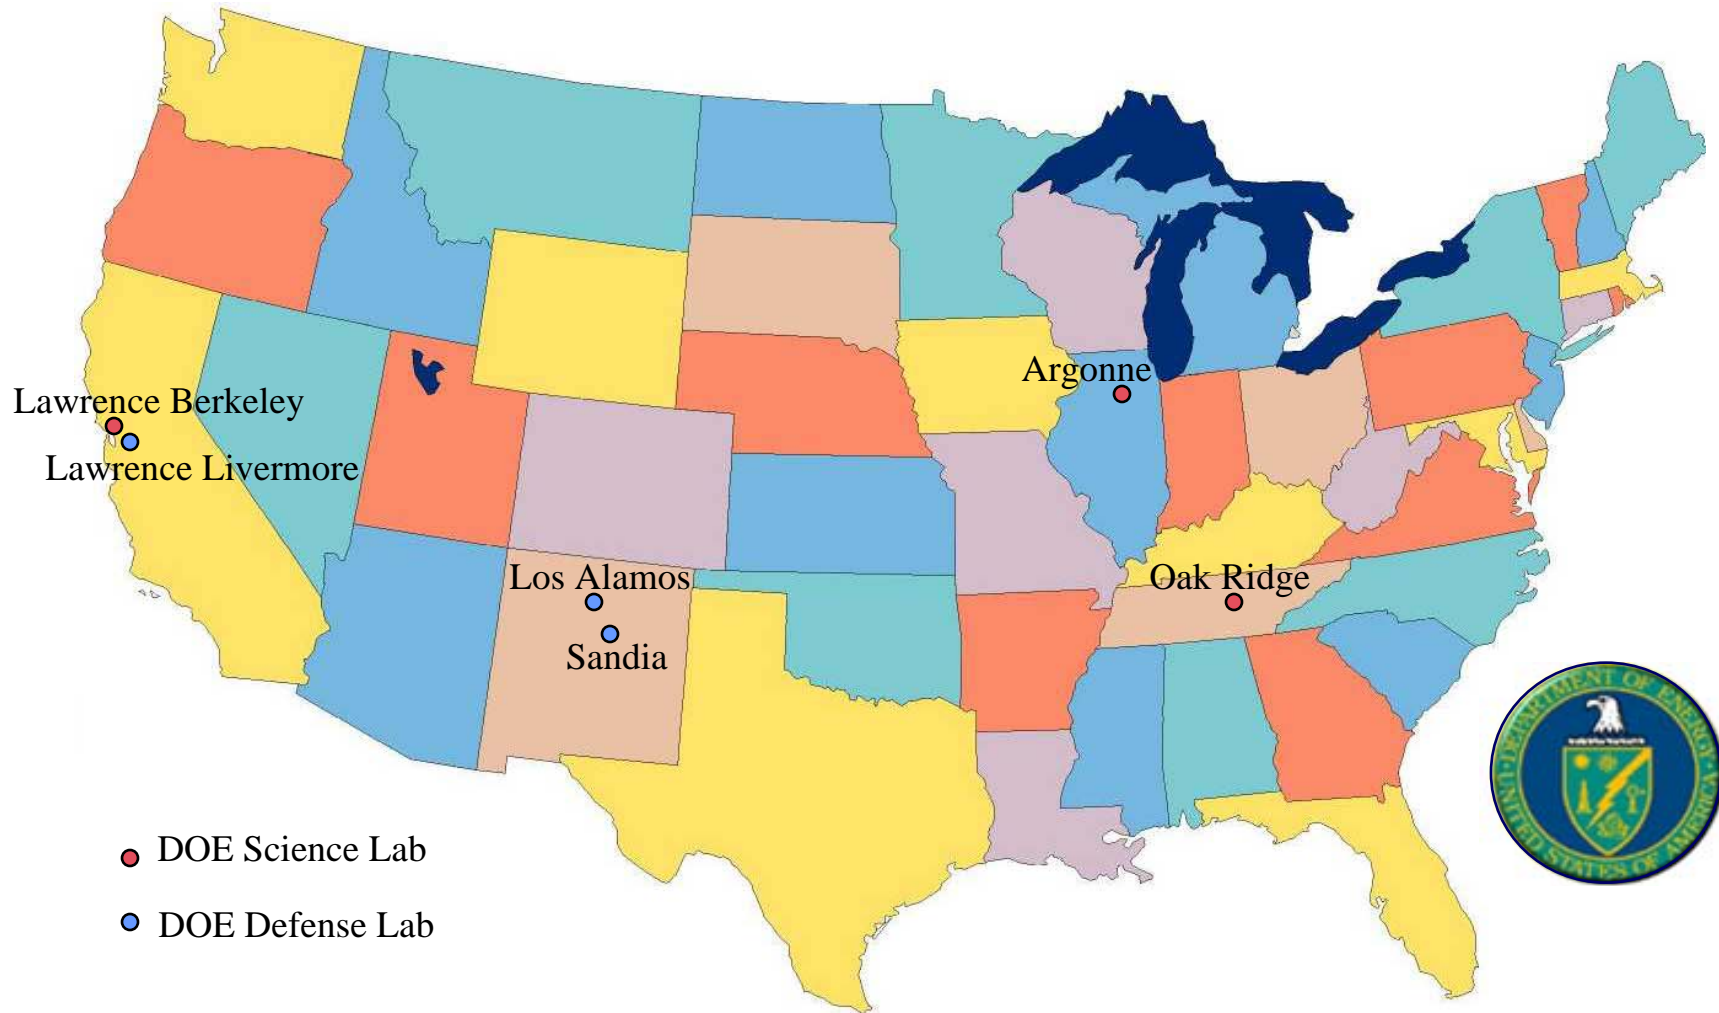 Argonne
Lawrence Berkeley
Lawrence Livermore
Los Alamos
Oak Ridge
Sandia
DOE Science Lab
DOE Defense Lab
DEPARTMENT OF ENERGY
UNITED STATES OF AMERICA